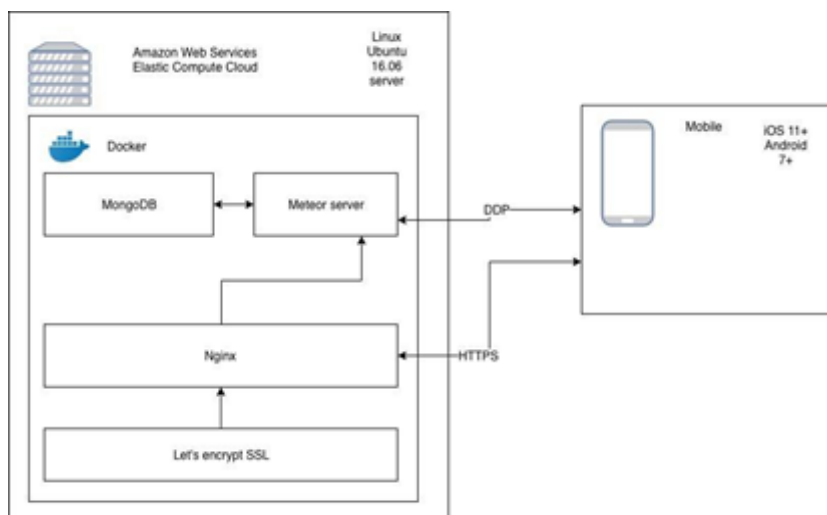 Amazon Web Services
Elastic Compute Cloud
Linux
Ubuntu
16.06
server
Docker
MongoDB
Meteor server
DDP
Mobile
iOS 11+
Android
7+
Nginx
HTTPS
Let's encrypt SSL